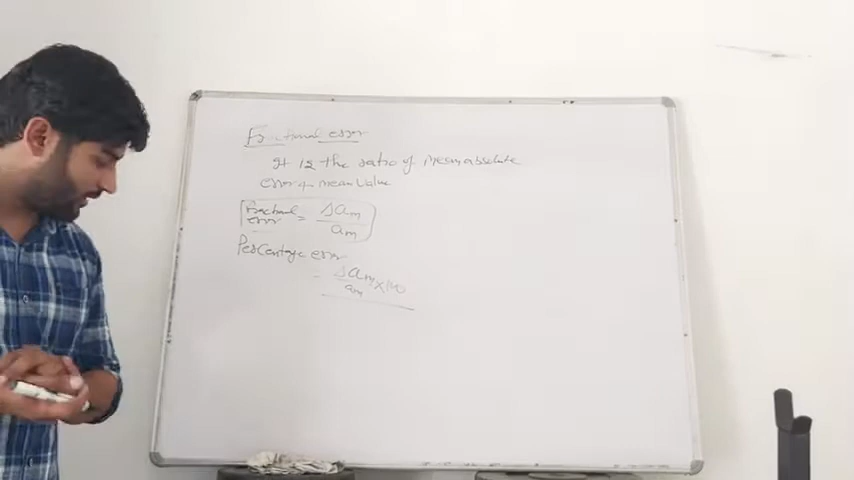 Fractional error
It is the ratio of mean absolute
error & mean value
Fractional error = Δam / am
Percentage error
= Δam / am × 100